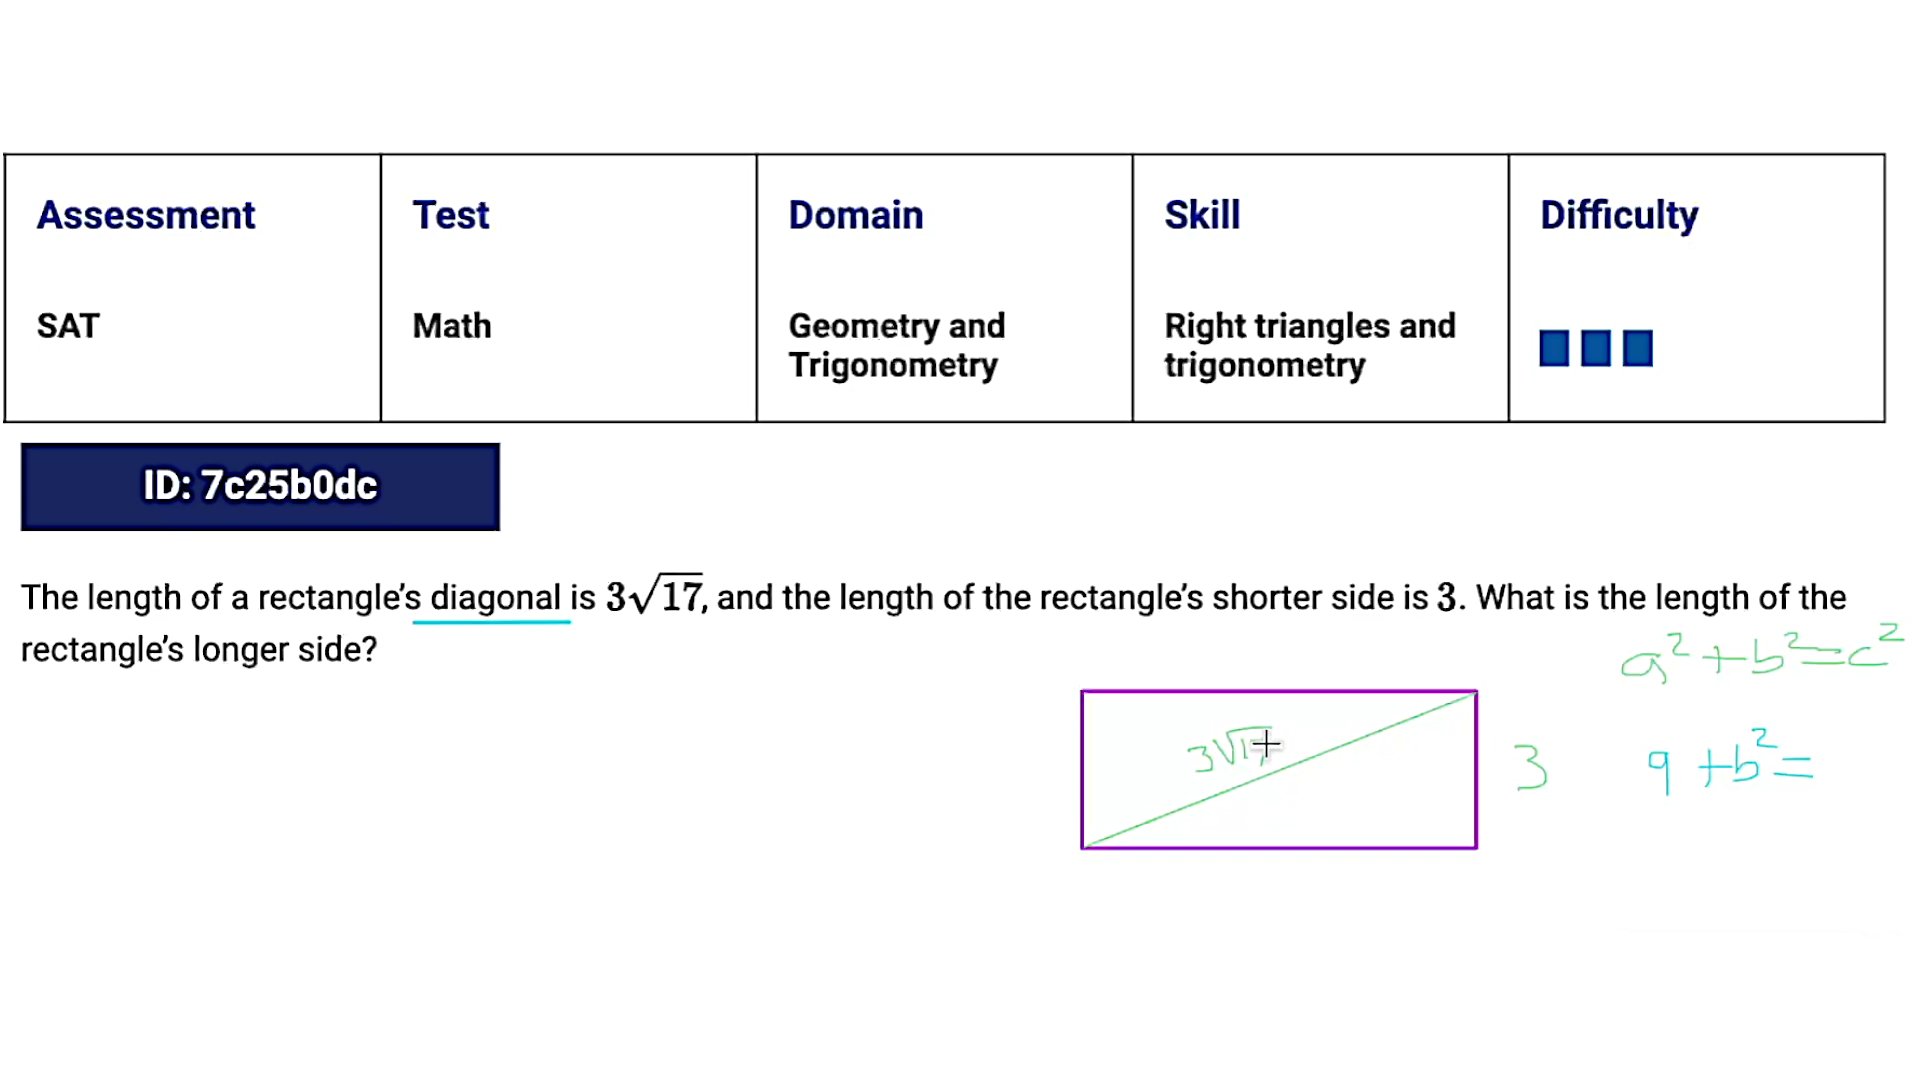 Assessment
Test
Domain
Skill
Difficulty
SAT
Math
Geometry and
Trigonometry
Right triangles and
trigonometry
ID: 7c25b0dc
The length of a rectangle's diagonal is 3√17, and the length of the rectangle's shorter side is 3. What is the length of the
rectangle's longer side?
a²+b²=c²
3√17
3
9+b²=